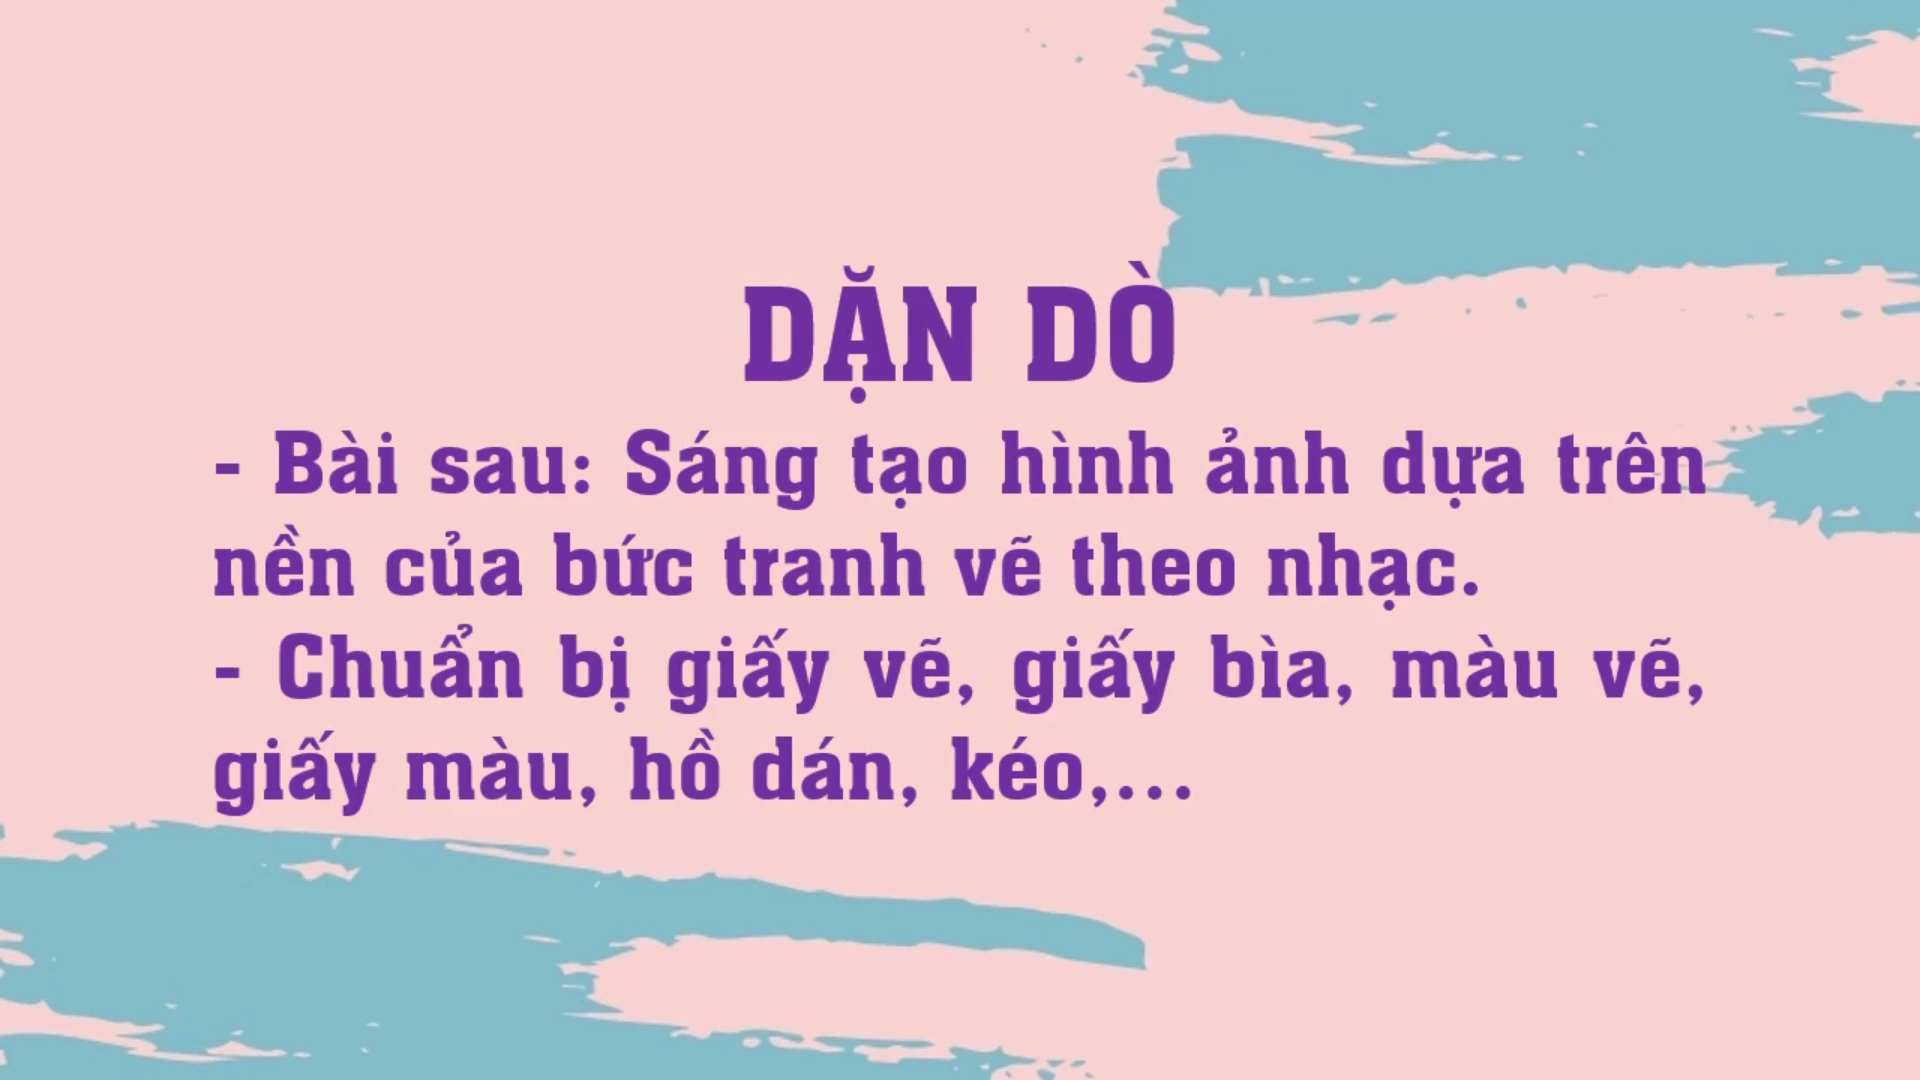 DẶN DÒ
- Bài sau: Sáng tạo hình ảnh dựa trên
nền của bức tranh vẽ theo nhạc.
- Chuẩn bị giấy vẽ, giấy bìa, màu vẽ,
giấy màu, hồ dán, kéo,...